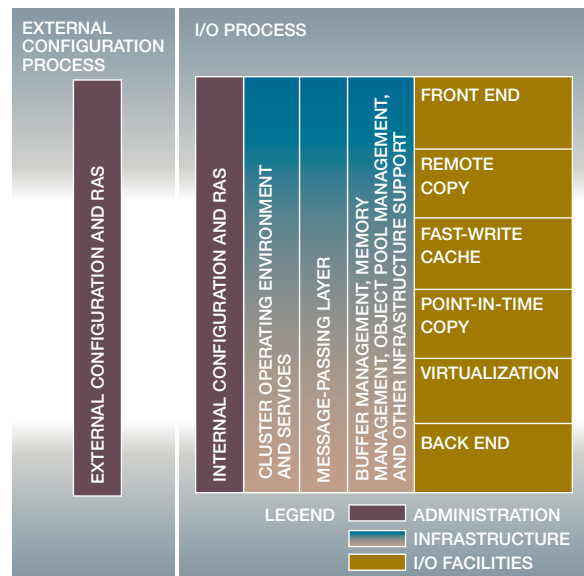 EXTERNAL
CONFIGURATION
PROCESS
EXTERNAL CONFIGURATION AND RAS
I/O PROCESS
INTERNAL CONFIGURATION AND RAS
CLUSTER OPERATING ENVIRONMENT
AND SERVICES
MESSAGE-PASSING LAYER
BUFFER MANAGEMENT, MEMORY
MANAGEMENT, OBJECT POOL MANAGEMENT,
AND OTHER INFRASTRUCTURE SUPPORT
FRONT END
REMOTE
COPY
FAST-WRITE
CACHE
POINT-IN-TIME
COPY
VIRTUALIZATION
BACK END
LEGEND
ADMINISTRATION
INFRASTRUCTURE
I/O FACILITIES